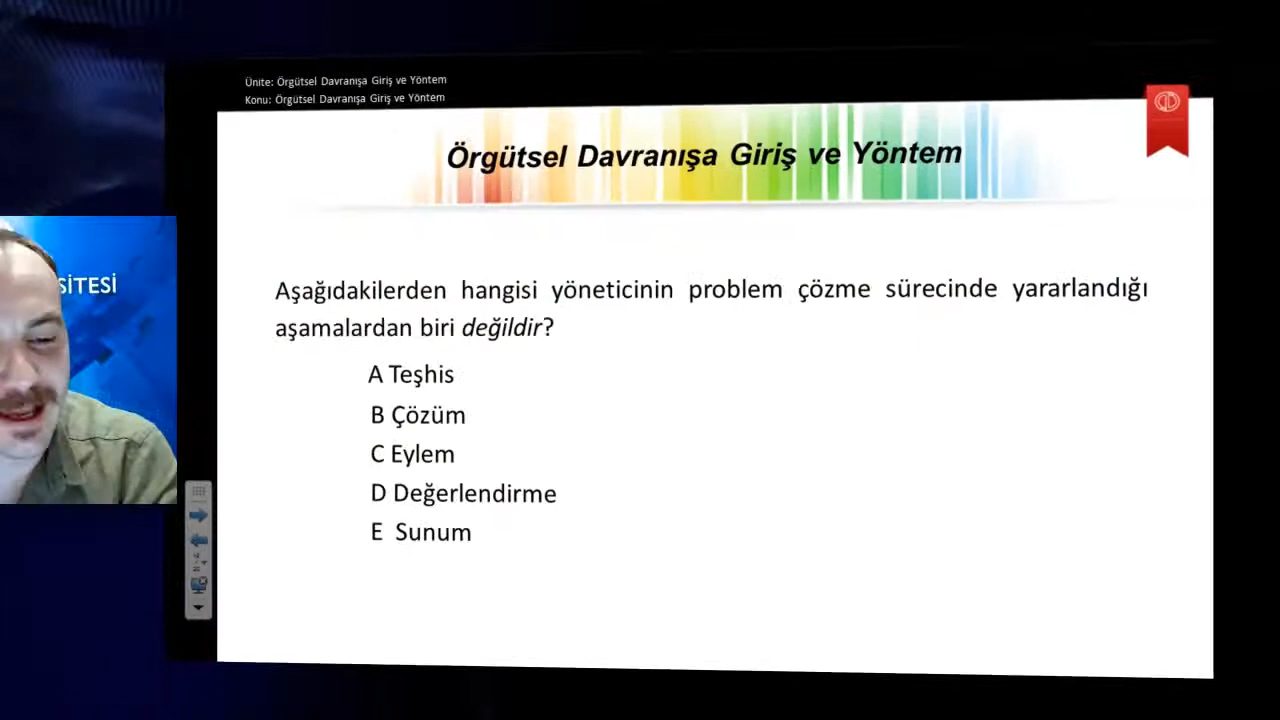 Ünite: Örgütsel Davranışa Giriş ve Yöntem
Konu: Örgütsel Davranışa Giriş ve Yöntem
Örgütsel Davranışa Giriş ve Yöntem
SİTESİ
Aşağıdakilerden hangisi yöneticinin problem çözme sürecinde yararlandığı
aşamalardan biri değildir?
A Teşhis
B Çözüm
C Eylem
D Değerlendirme
E Sunum